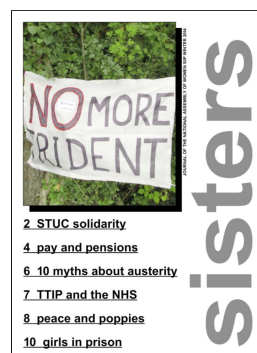 NO MORE
TRIDENT
JOURNAL OF THE NATIONAL ASSEMBLY OF WOMEN 50P WINTER 2014
sisters
2 STUC solidarity
4 pay and pensions
6 10 myths about austerity
7 TTIP and the NHS
8 peace and poppies
10 girls in prison